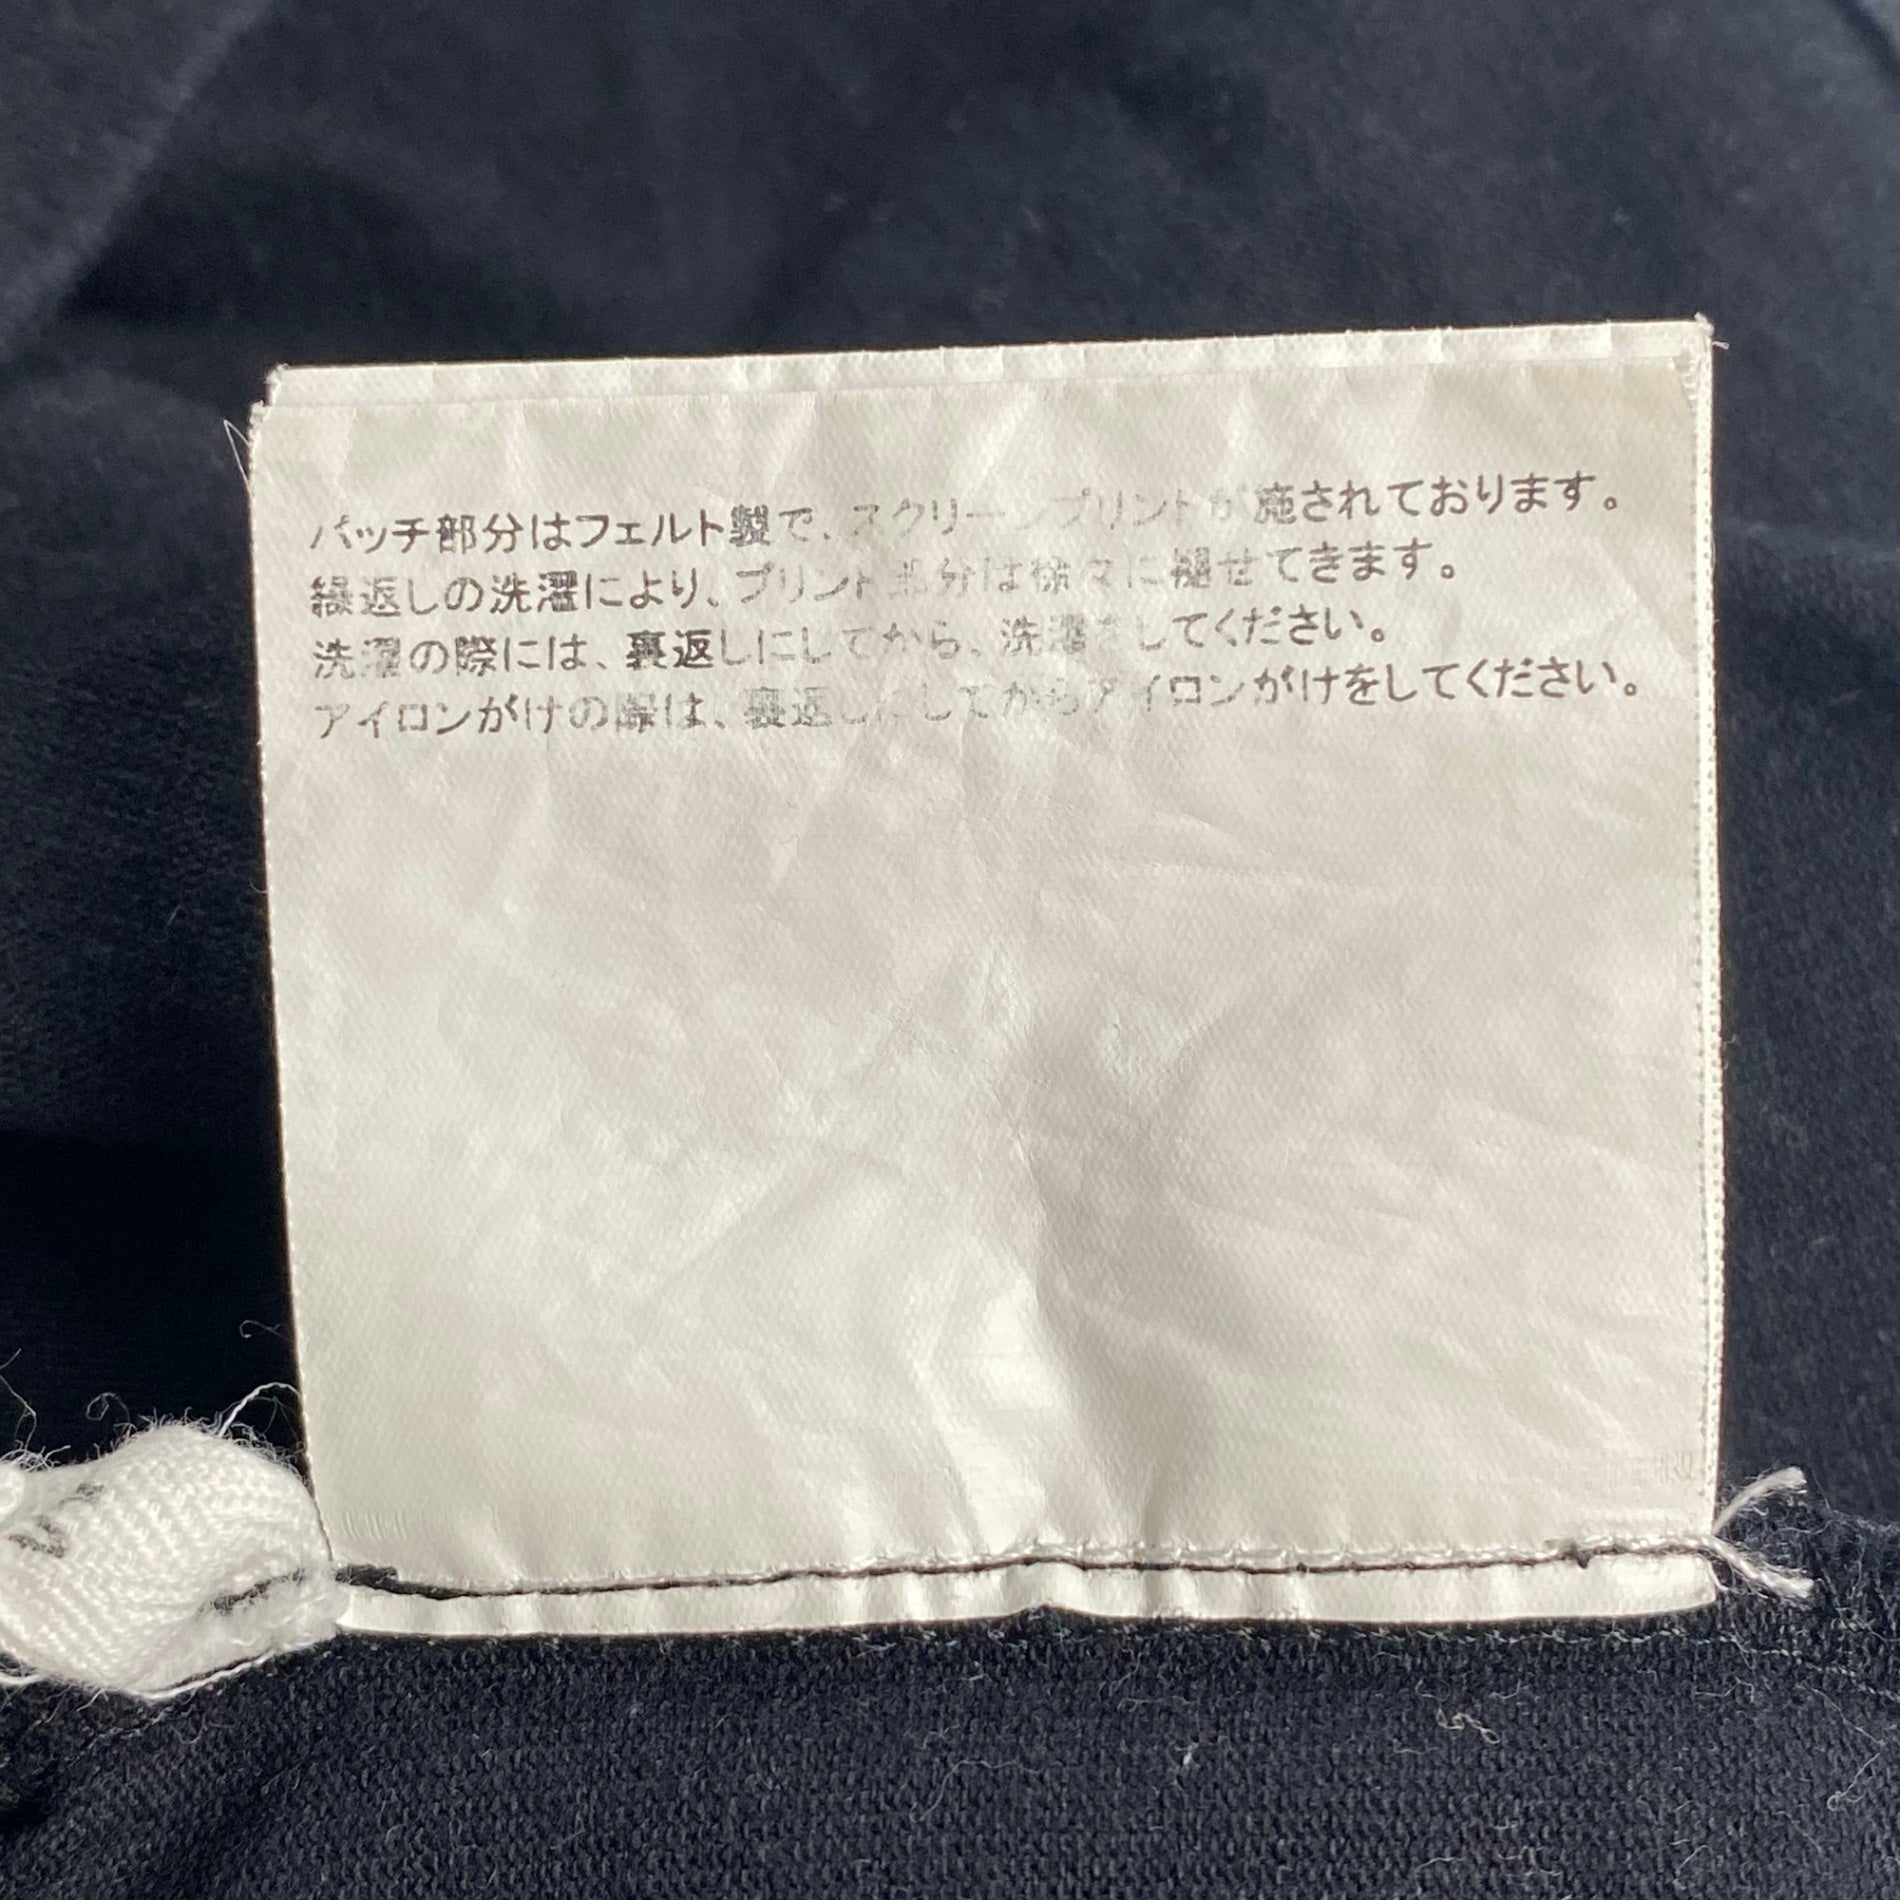 パッチ部分はフェルト製で、スクリーンプリントが施されております。
繰返しの洗濯により、プリント部分は徐々に褪せてきます。
洗濯の際には、裏返しにしてから、洗濯をしてください。
アイロンがけの際は、裏返しにしてからアイロンがけをしてください。